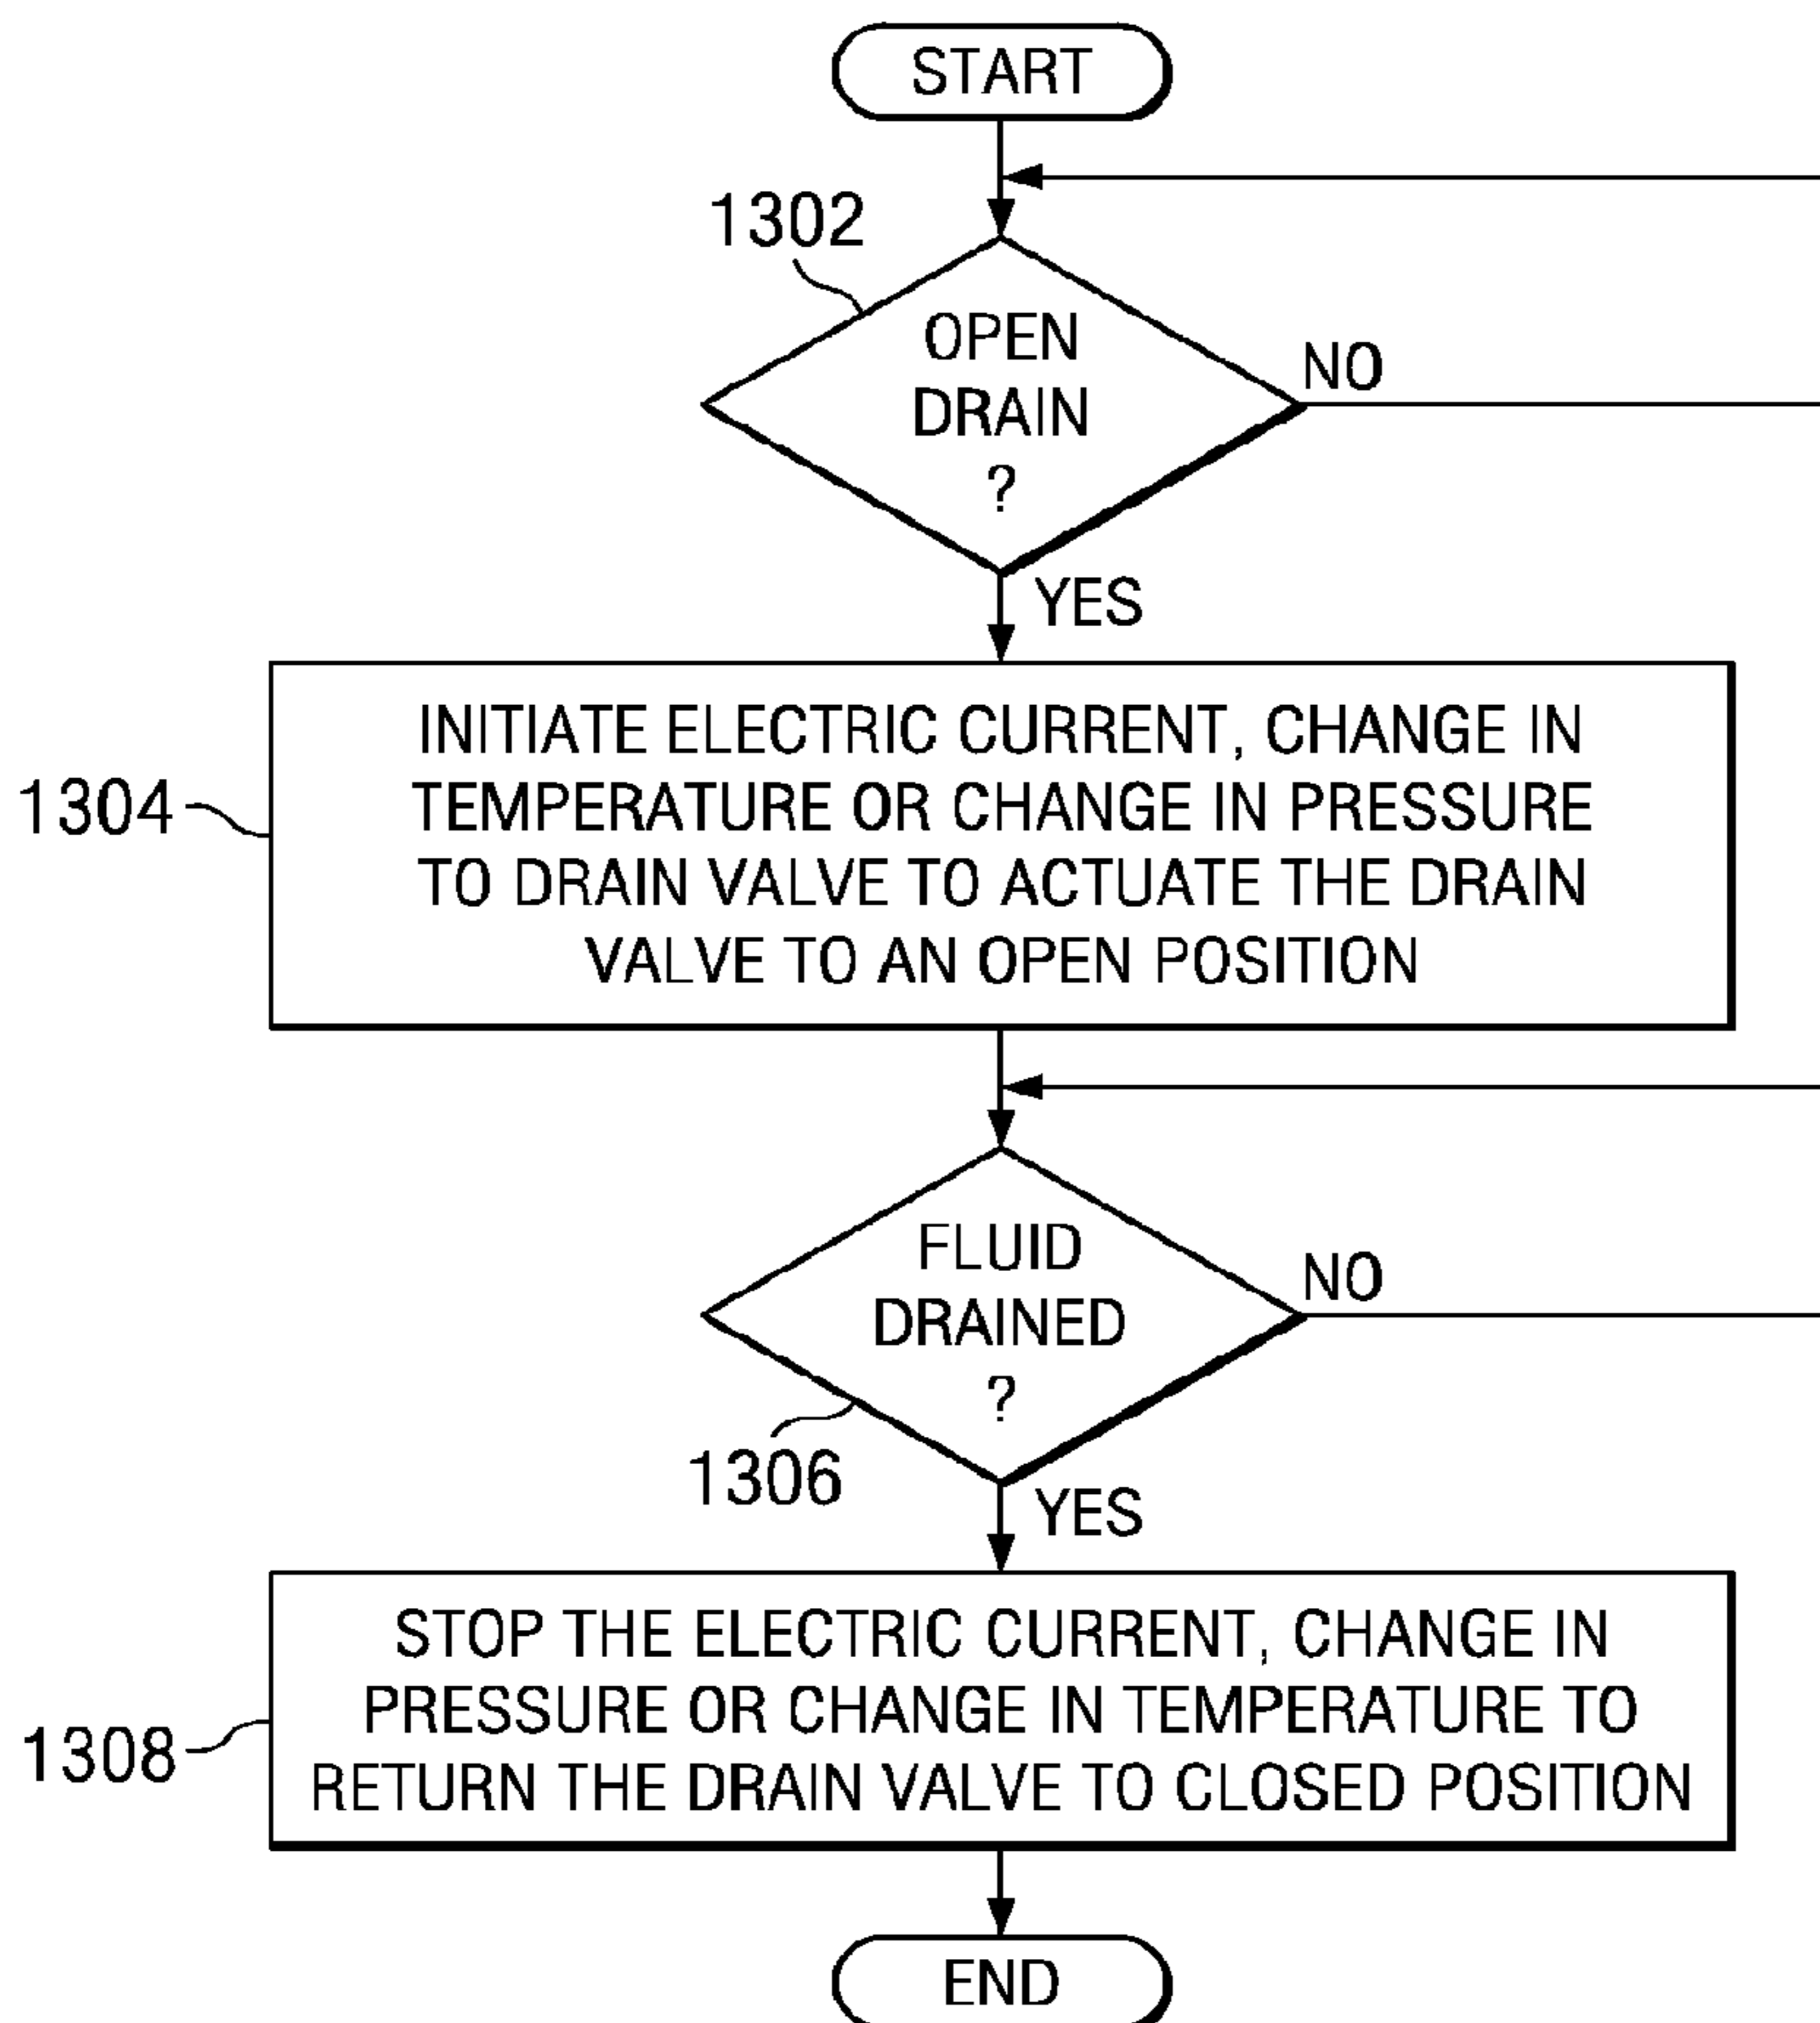 START
1302
OPEN
DRAIN
?
NO
YES
1304
INITIATE ELECTRIC CURRENT, CHANGE IN
TEMPERATURE OR CHANGE IN PRESSURE
TO DRAIN VALVE TO ACTUATE THE DRAIN
VALVE TO AN OPEN POSITION
FLUID
DRAINED
?
NO
1306
YES
1308
STOP THE ELECTRIC CURRENT, CHANGE IN
PRESSURE OR CHANGE IN TEMPERATURE TO
RETURN THE DRAIN VALVE TO CLOSED POSITION
END